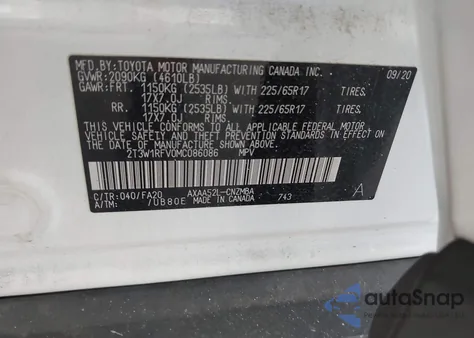 MFD.BY: TOYOTA MOTOR MANUFACTURING CANADA INC. 09/20
GVWR: 2090KG (4610LB)
GAWR: FRT. 1150KG (2535LB) WITH 225/65R17 TIRES,
17X7.0J RIMS,
RR. 1150KG (2535LB) WITH 225/65R17 TIRES,
17X7.0J RIMS,
THIS VEHICLE CONFORMS TO ALL APPLICABLE FEDERAL MOTOR
VEHICLE SAFETY AND THEFT PREVENTION STANDARDS IN EFFECT
ON THE DATE OF MANUFACTURE SHOWN ABOVE.
2T3W1RFV0MC086086 MPV
C/TR:040/FA20 AXAA52L-CNZMBA A
A/TM: /UB80E MADE IN CANADA 743
autoSnap